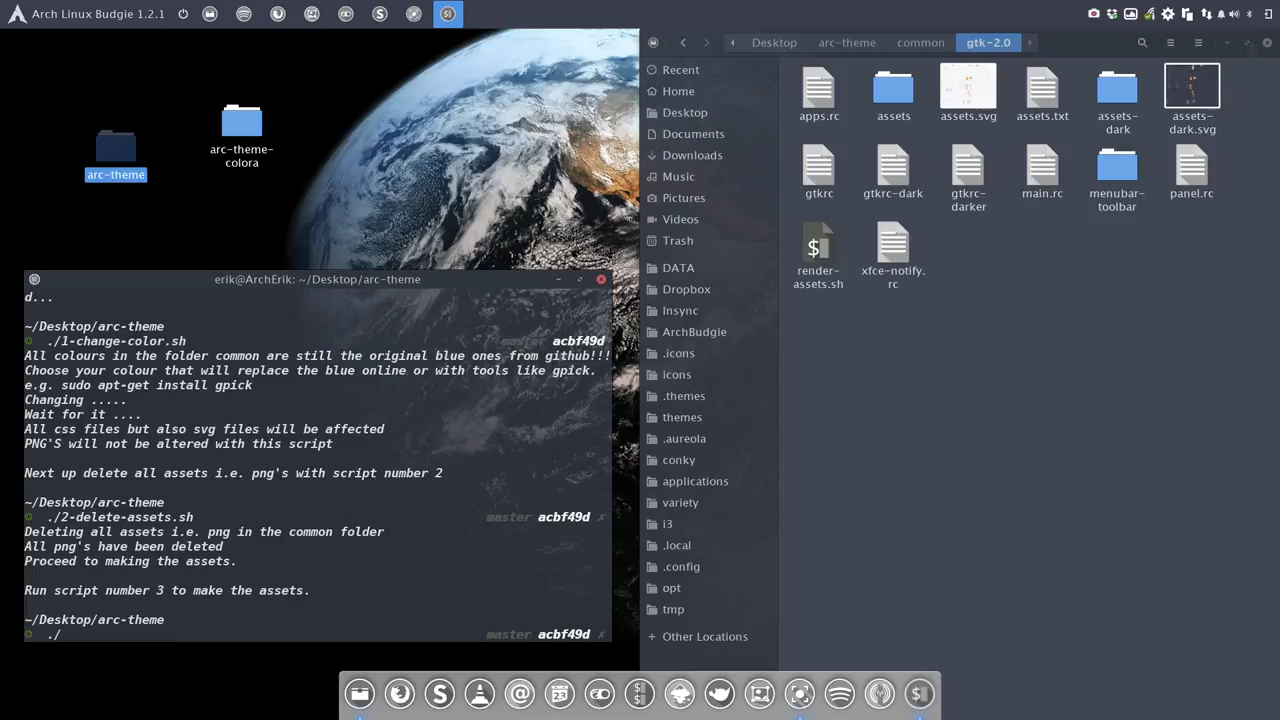 Arch Linux Budgie 1.2.1
arc-theme
arc-theme-
colora
erik@ArchErik: ~/Desktop/arc-theme
d...
~/Desktop/arc-theme
./1-change-color.sh master acbf49d
All colours in the folder common are still the original blue ones from github!!!
Choose your colour that will replace the blue online or with tools like gpick.
e.g. sudo apt-get install gpick
Changing .....
Wait for it ....
All css files but also svg files will be affected
PNG'S will not be altered with this script
Next up delete all assets i.e. png's with script number 2
~/Desktop/arc-theme
./2-delete-assets.sh master acbf49d ✗
Deleting all assets i.e. png in the common folder
All png's have been deleted
Proceed to making the assets.
Run script number 3 to make the assets.
~/Desktop/arc-theme
./ master acbf49d ✗
Desktop arc-theme common gtk-2.0
Recent
Home
Desktop
Documents
Downloads
Music
Pictures
Videos
Trash
DATA
Dropbox
Insync
ArchBudgie
.icons
icons
.themes
themes
.aureola
conky
applications
variety
i3
.local
.config
opt
tmp
Other Locations
apps.rc
assets
assets.svg
assets.txt
assets-
dark
assets-
dark.svg
gtkrc
gtkrc-dark
gtkrc-
darker
main.rc
menubar-
toolbar
panel.rc
render-
assets.sh
xfce-notify.
rc
23